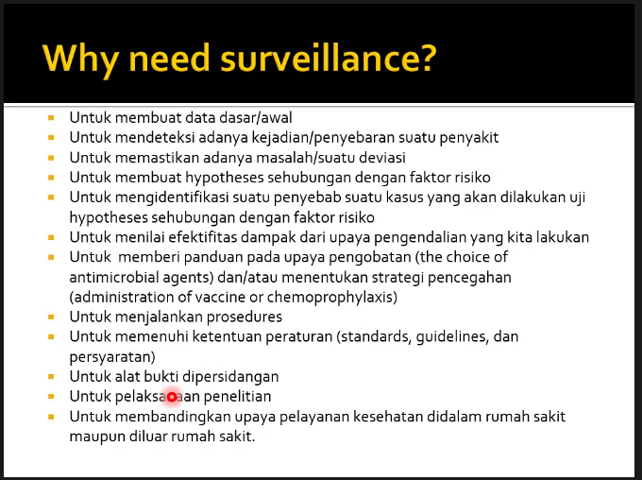 Why need surveillance?
Untuk membuat data dasar/awal
Untuk mendeteksi adanya kejadian/penyebaran suatu penyakit
Untuk memastikan adanya masalah/suatu deviasi
Untuk membuat hypotheses sehubungan dengan faktor risiko
Untuk mengidentifikasi suatu penyebab suatu kasus yang akan dilakukan uji
hypotheses sehubungan dengan faktor risiko
Untuk menilai efektifitas dampak dari upaya pengendalian yang kita lakukan
Untuk memberi panduan pada upaya pengobatan (the choice of
antimicrobial agents) dan/atau menentukan strategi pencegahan
(administration of vaccine or chemoprophylaxis)
Untuk menjalankan prosedures
Untuk memenuhi ketentuan peraturan (standards, guidelines, dan
persyaratan)
Untuk alat bukti dipersidangan
Untuk pelaksanaan penelitian
Untuk membandingkan upaya pelayanan kesehatan didalam rumah sakit
maupun diluar rumah sakit.